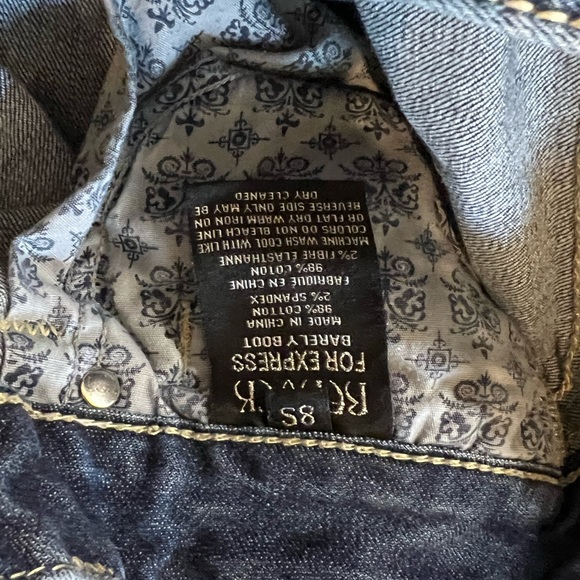 8S
FOR EXPRESS
BARELY BOOT
MADE IN CHINA
98% COTTON
2% SPANDEX
FABRIQUE EN CHINE
98% COTON
2% FIBRE ELASTHANNE
MACHINE WASH COOL WITH LIKE
COLORS DO NOT BLEACH LINE
OR FLAT DRY WARM IRON ON
REVERSE SIDE ONLY MAY BE
DRY CLEANED